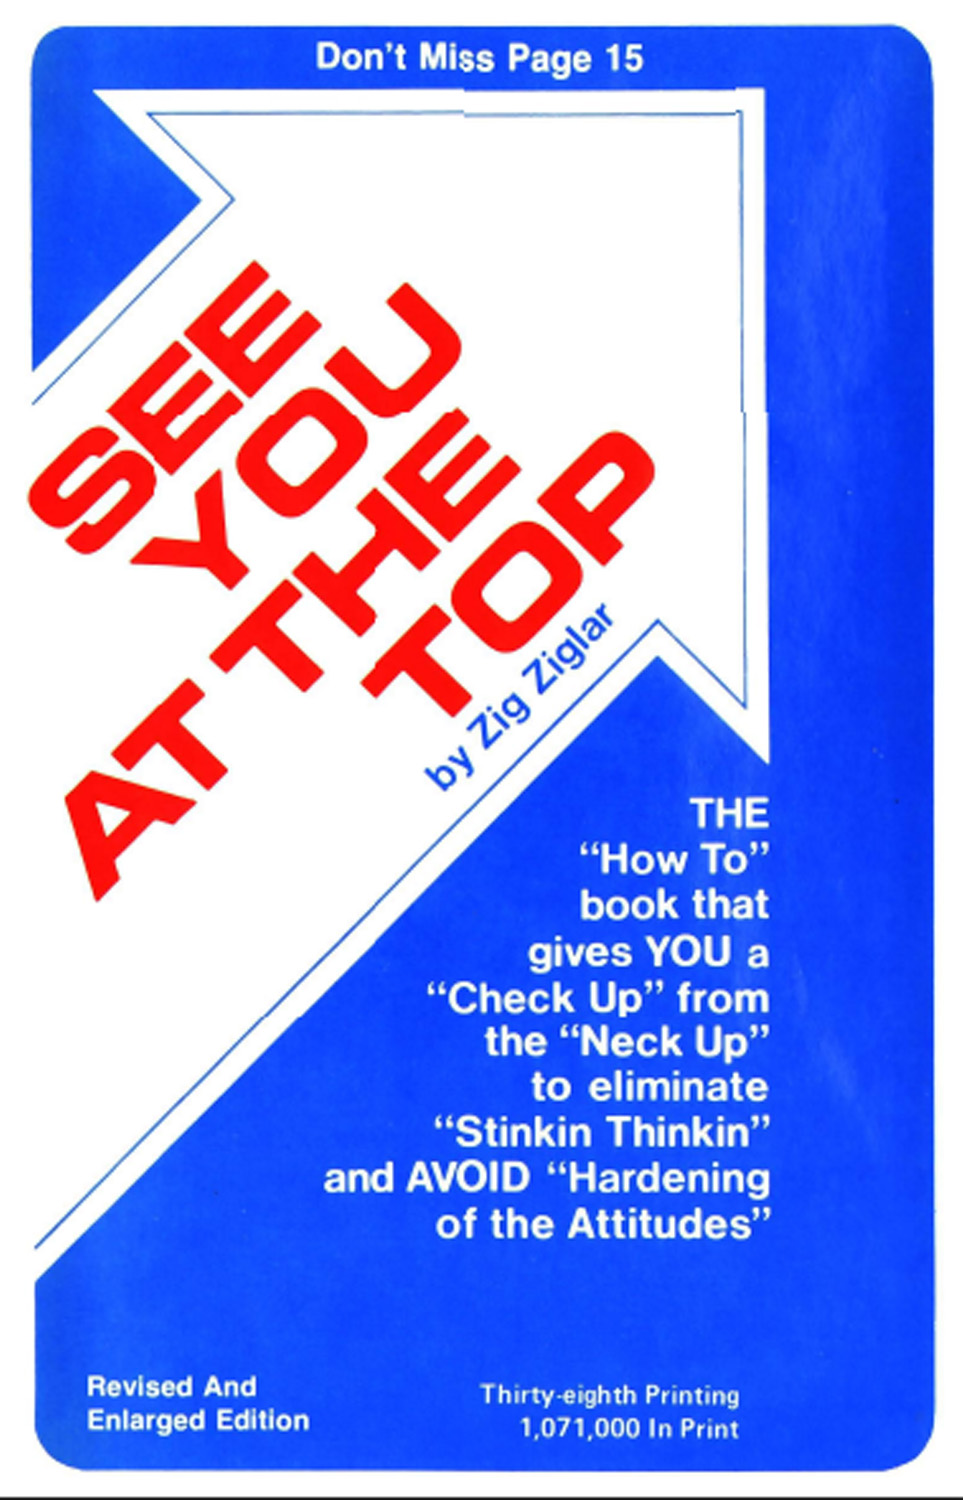 Don't Miss Page 15
SEE
YOU
AT THE
TOP
by Zig Ziglar
THE
“How To”
book that
gives YOU a
“Check Up” from
the “Neck Up”
to eliminate
“Stinkin Thinkin”
and AVOID “Hardening
of the Attitudes”
Revised And
Enlarged Edition
Thirty-eighth Printing
1,071,000 In Print